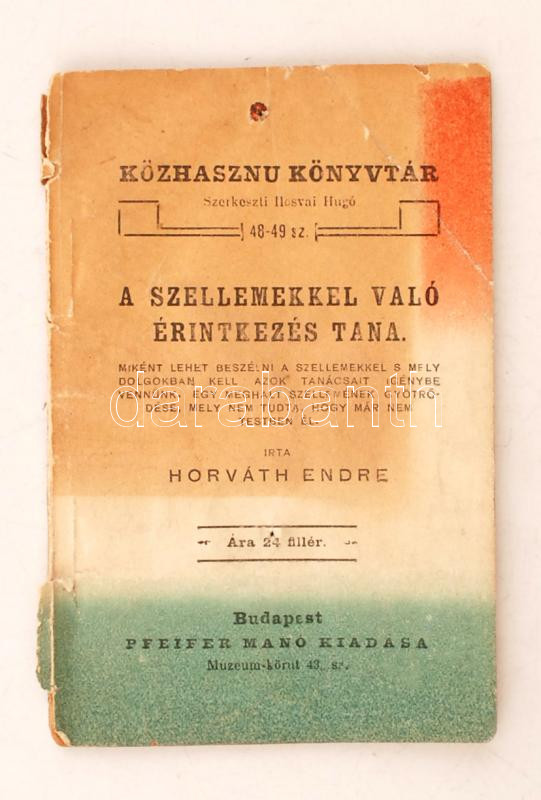 KÖZHASZNU KÖNYVTÁR
Szerkeszti Ilosvai Hugó
48-49 sz.
A SZELLEMEKKEL VALÓ
ÉRINTKEZÉS TANA.
MIKÉNT LEHET BESZÉLNI A SZELLEMEKKEL S MELY
DOLGOKBAN KELL AZOK TANÁCSAIT IGÉNYBE
VENNÜNK. EGY MEGHALT SZELLEMÉNEK GYÖTRŐ-
DÉSE, MELY NEM TUDTA, HOGY MÁR NEM
TESTBEN ÉL.
IRTA
HORVÁTH ENDRE
Ára 24 fillér.
Budapest
PFEIFER MANÓ KIADÁSA
Muzeum-körut 43. sz.
darabanth